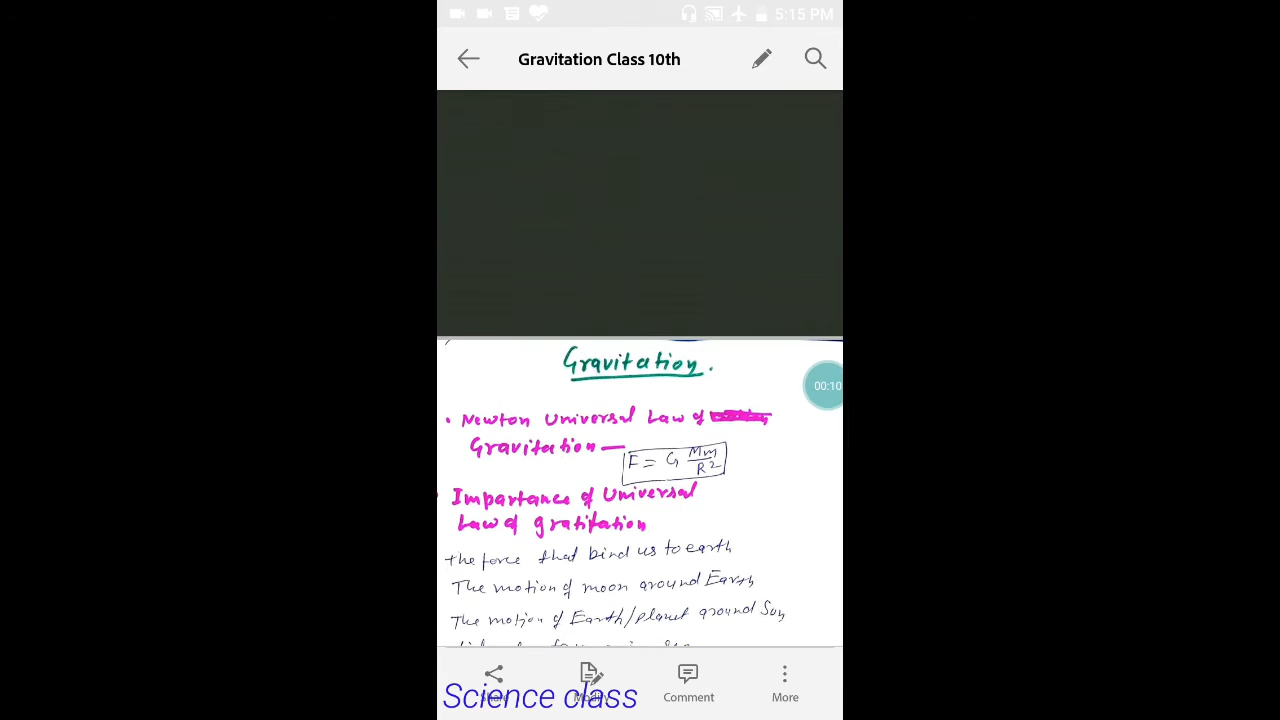 5:15 PM
Gravitation Class 10th
Gravitation.
00:10
• Newton Universal Law of
Gravitation —
F = G Mm/R²
Importance of Universal
Law of gratitation
The force that bind us to earth
The motion of moon around Earth
The motion of Earth/planet around Sun
Share
Comment
More
Science class